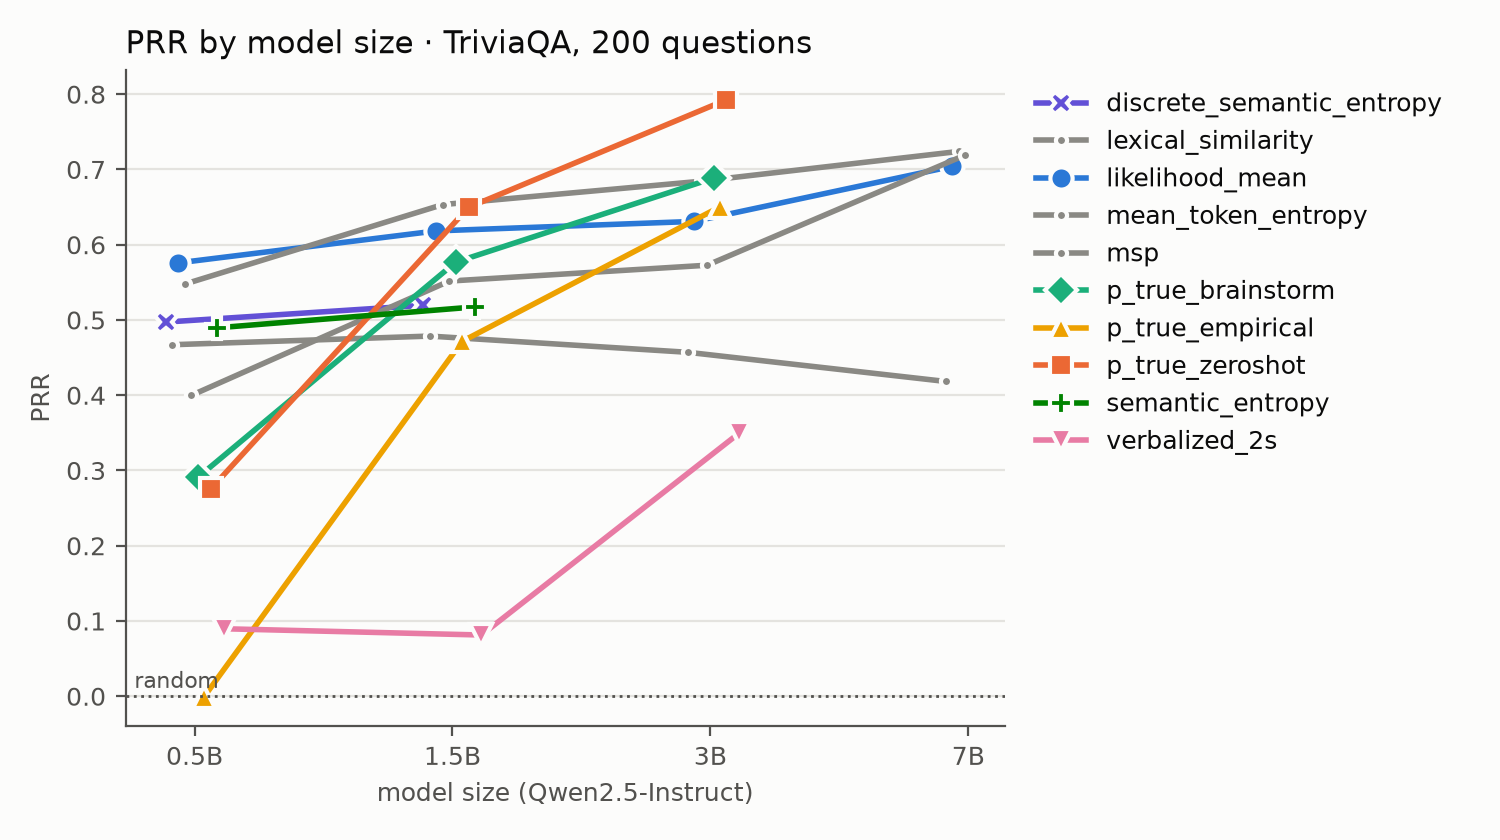 PRR by model size · TriviaQA, 200 questions
0.8
0.7
0.6
0.5
0.4
0.3
0.2
0.1
0.0
PRR
random
0.5B
1.5B
3B
7B
model size (Qwen2.5-Instruct)
discrete_semantic_entropy
lexical_similarity
likelihood_mean
mean_token_entropy
msp
p_true_brainstorm
p_true_empirical
p_true_zeroshot
semantic_entropy
verbalized_2s